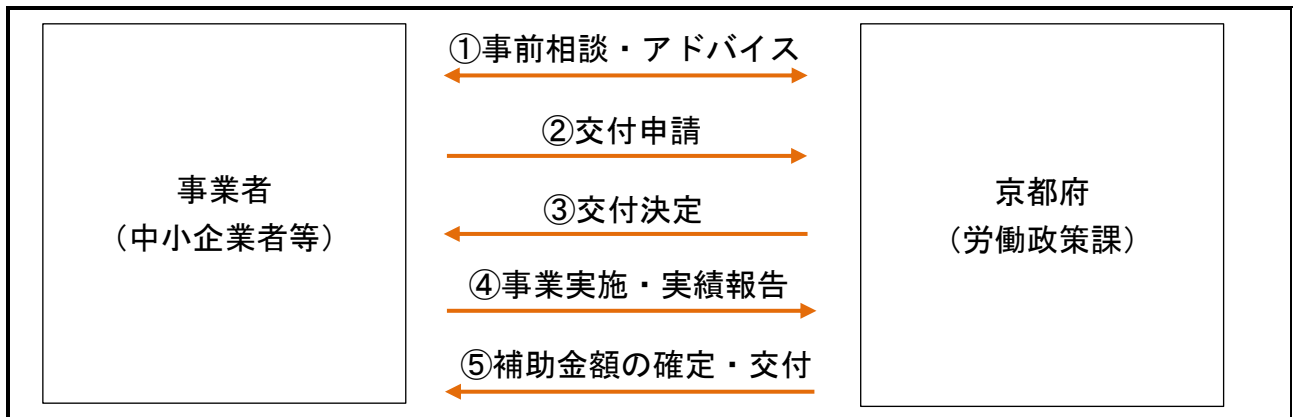 ①事前相談・アドバイス
②交付申請
事業者
（中小企業者等）
③交付決定
京都府
（労働政策課）
④事業実施・実績報告
⑤補助金額の確定・交付